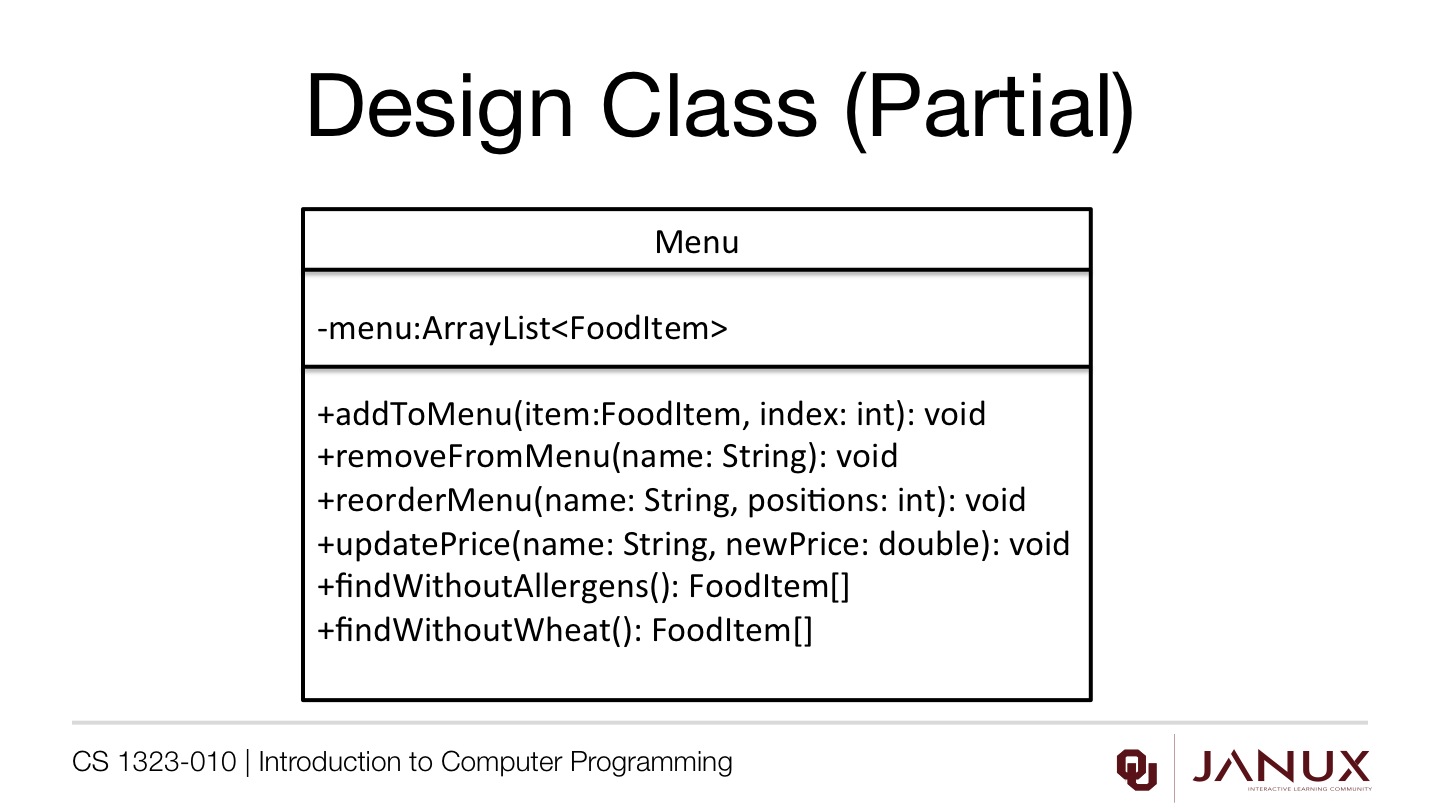 Design Class (Partial)
Menu
-menu:ArrayList<FoodItem>
+addToMenu(item:FoodItem, index: int): void
+removeFromMenu(name: String): void
+reorderMenu(name: String, positions: int): void
+updatePrice(name: String, newPrice: double): void
+findWithoutAllergens(): FoodItem[]
+findWithoutWheat(): FoodItem[]
CS 1323-010 | Introduction to Computer Programming
OU
JANUX
INTERACTIVE LEARNING COMMUNITY